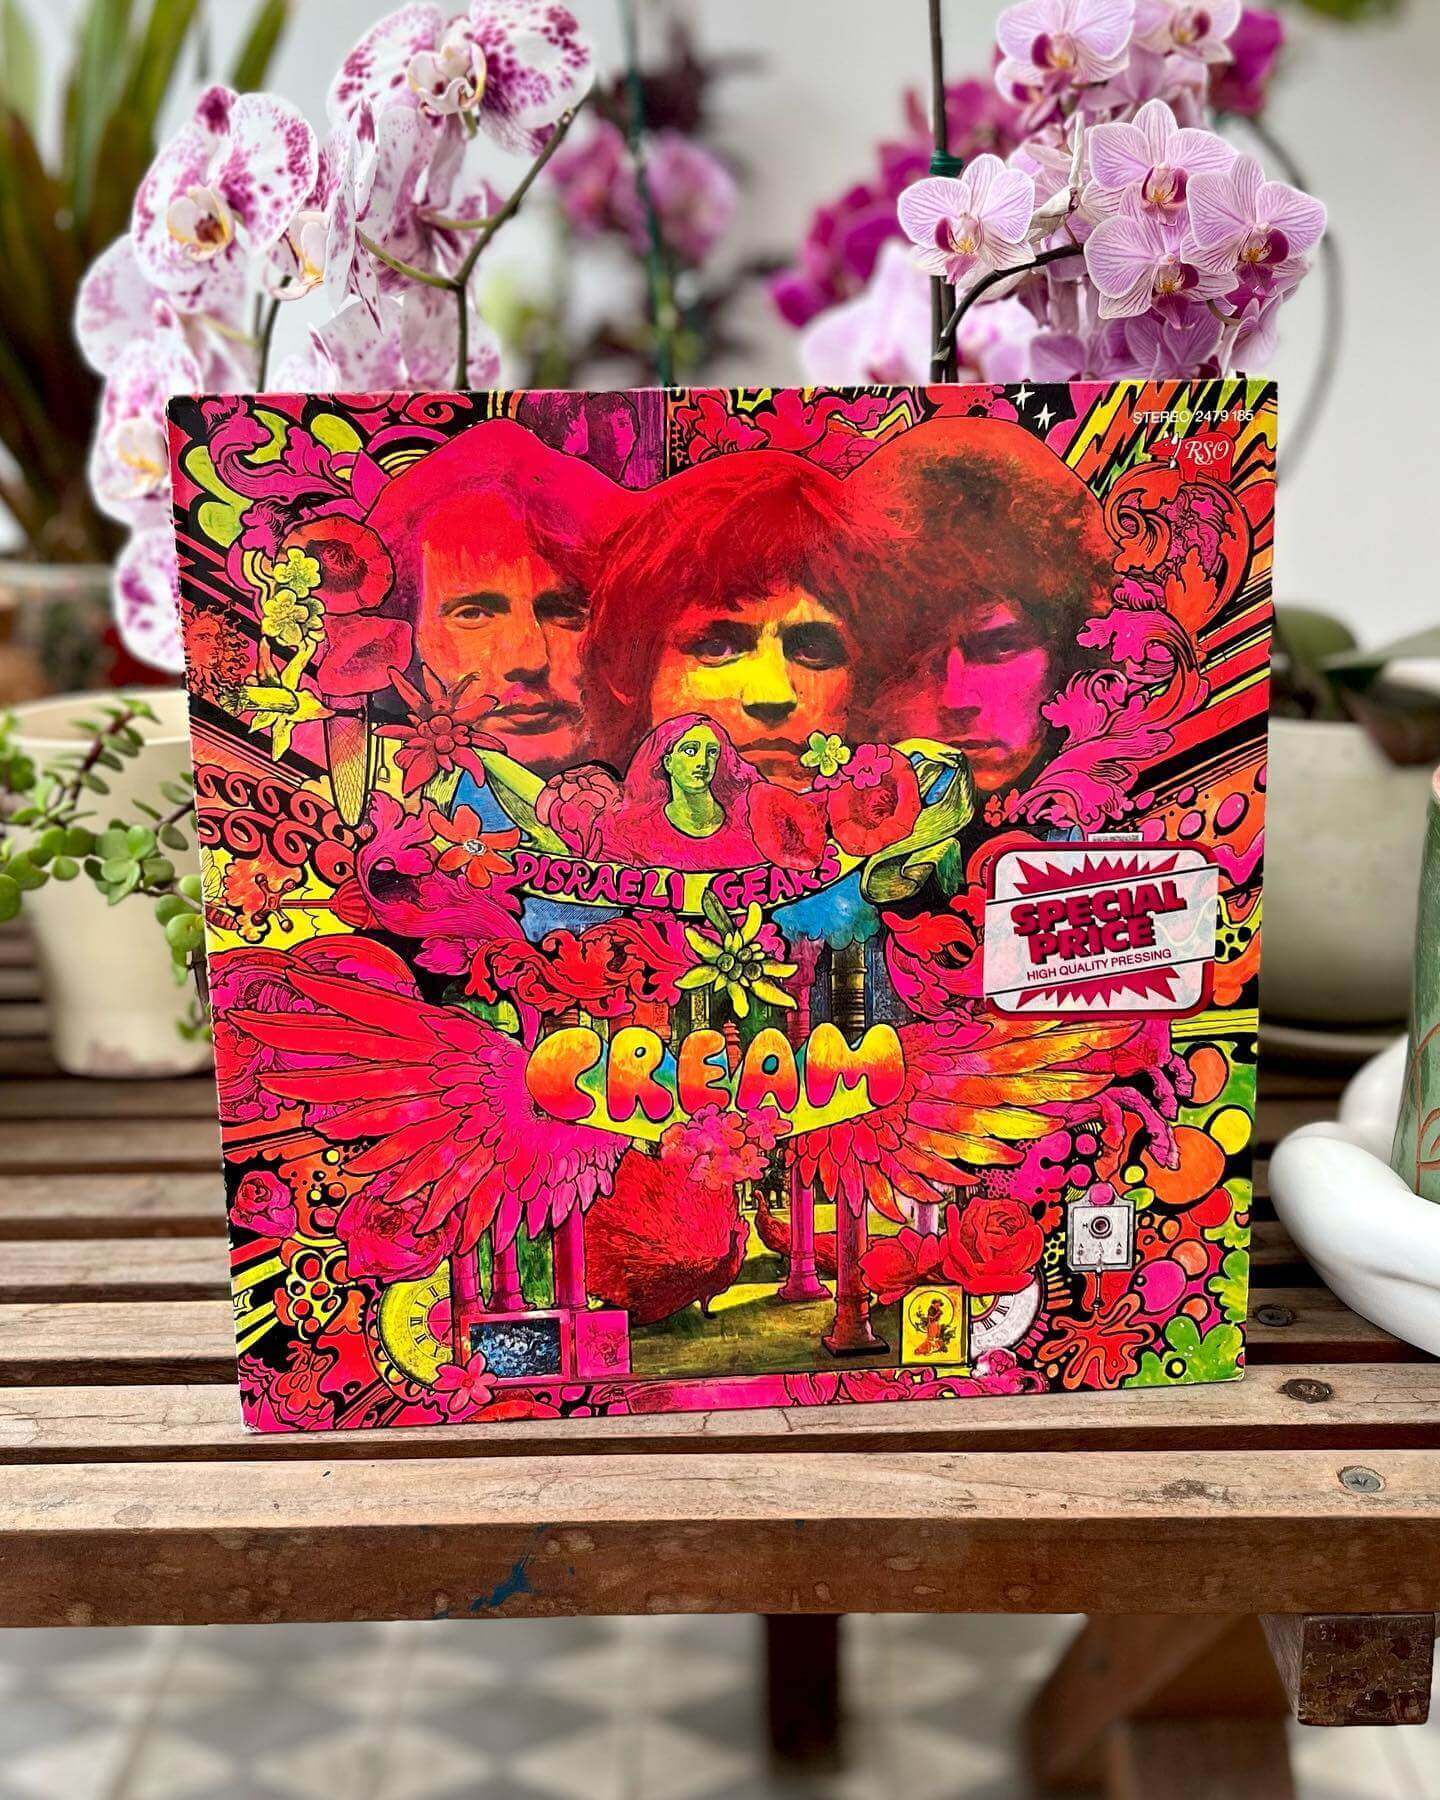 STEREO 2479 185
RSO
DISRAELI GEARS
SPECIAL
PRICE
HIGH QUALITY PRESSING
CREAM